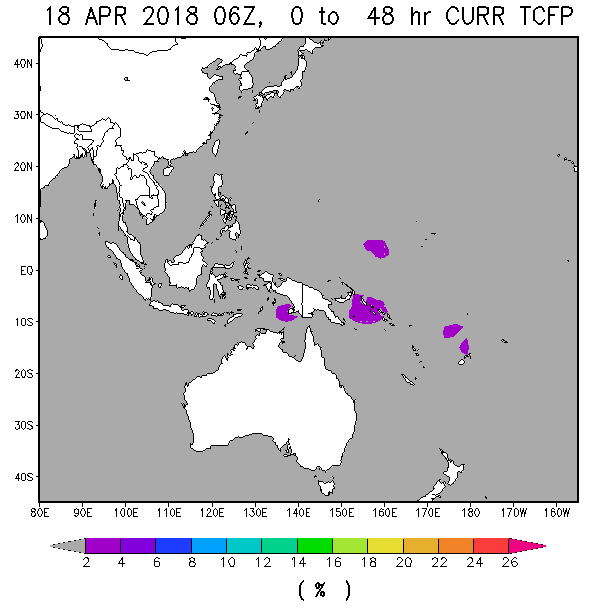 18 APR 2018 06Z, 0 to 48 hr CURR TCFP
40N
30N
20N
10N
EQ
10S
20S
30S
40S
80E 90E 100E 110E 120E 130E 140E 150E 160E 170E 180 170W 160W
2 4 6 8 10 12 14 16 18 20 22 24 26
( % )